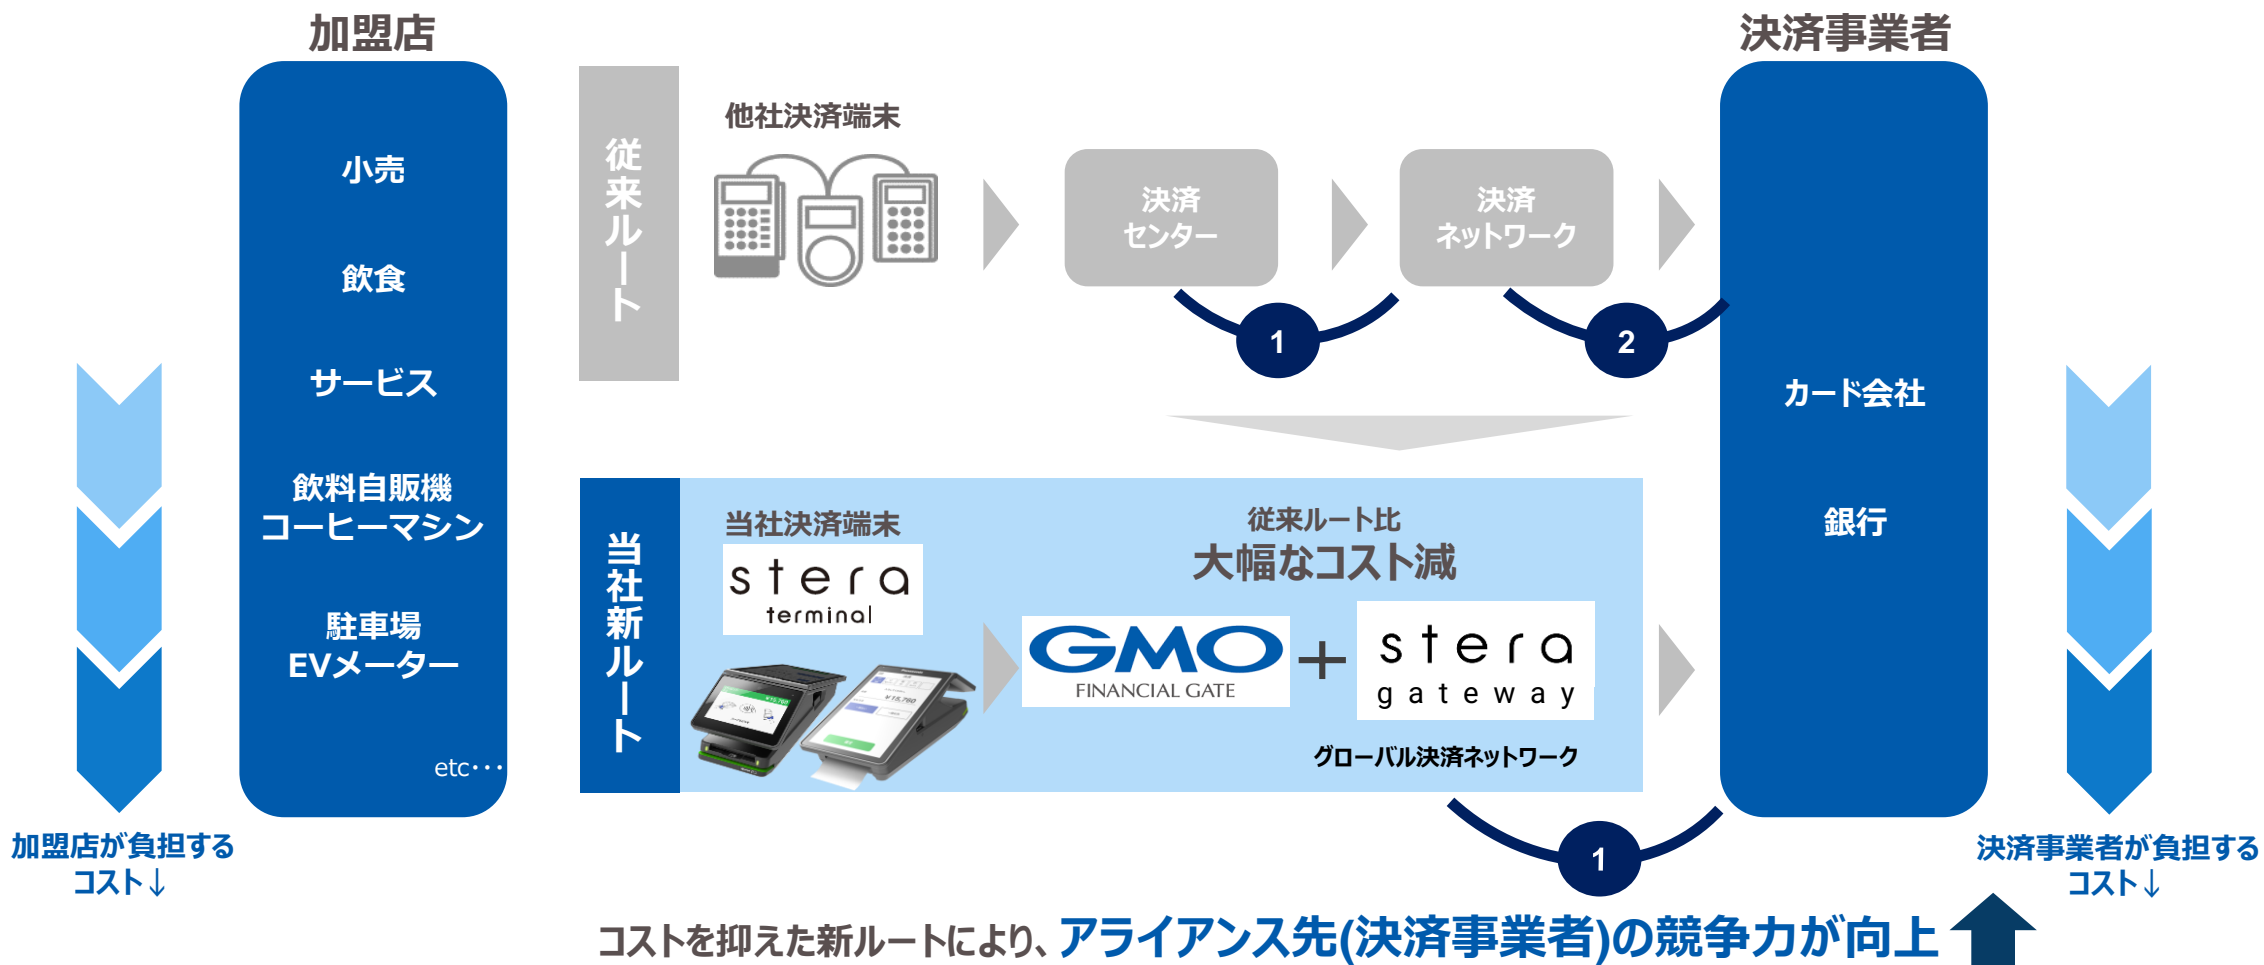 加盟店
小売
飲食
サービス
飲料自販機
コーヒーマシン
駐車場
EVメーター
etc・・・
加盟店が負担する
コスト↓
従来ルート
他社決済端末
決済
センター
決済
ネットワーク
1
2
当社新ルート
当社決済端末
stera
terminal
従来ルート比
大幅なコスト減
GMO
FINANCIAL GATE
+
stera
gateway
グローバル決済ネットワーク
1
決済事業者
カード会社
銀行
決済事業者が負担する
コスト↓
コストを抑えた新ルートにより、アライアンス先(決済事業者)の競争力が向上